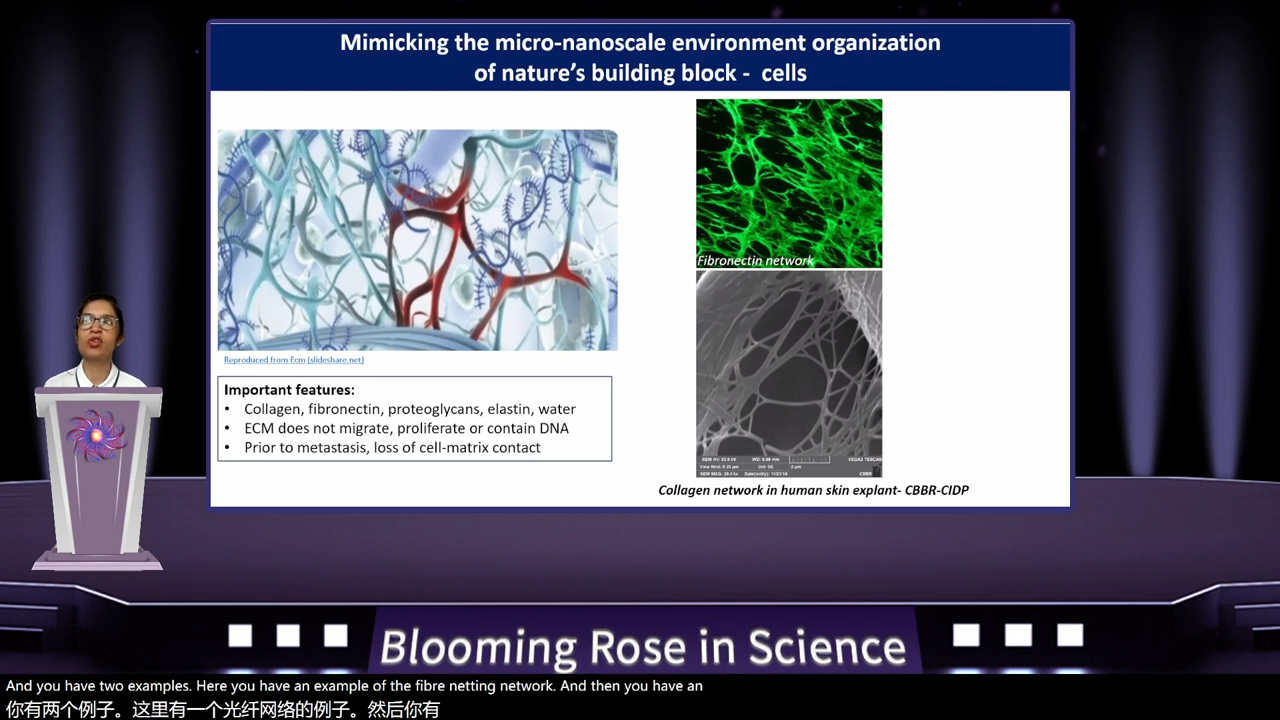 Mimicking the micro-nanoscale environment organization
of nature's building block - cells
Fibronectin network
Reproduced from Ecm (slideshare.net)
Important features:
• Collagen, fibronectin, proteoglycans, elastin, water
• ECM does not migrate, proliferate or contain DNA
• Prior to metastasis, loss of cell-matrix contact
Collagen network in human skin explant- CBBR-CIDP
Blooming Rose in Science
And you have two examples. Here you have an example of the fibre netting network. And then you have an
你有两个例子。这里有一个光纤网络的例子。然后你有